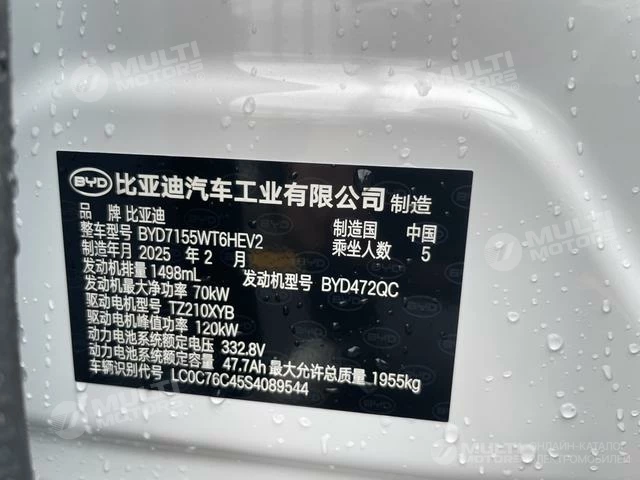 MULTI MOTORS
MULTI MOTORS
BYD 比亚迪汽车工业有限公司 制造
品 牌 比亚迪
整车型号 BYD7155WT6HEV2 制造国 中国
制造年月 2025 年 2 月 乘坐人数 5
发动机排量 1498mL 发动机型号 BYD472QC
发动机最大净功率 70kW
驱动电机型号 TZ210XYB
驱动电机峰值功率 120kW
动力电池系统额定电压 332.8V
动力电池系统额定容量 47.7Ah 最大允许总质量 1955kg
车辆识别代号 LC0C76C45S4089544
MULTI MOTORS
ОНЛАЙН-КАТАЛОГ
ЭЛЕКТРОМОБИЛЕЙ